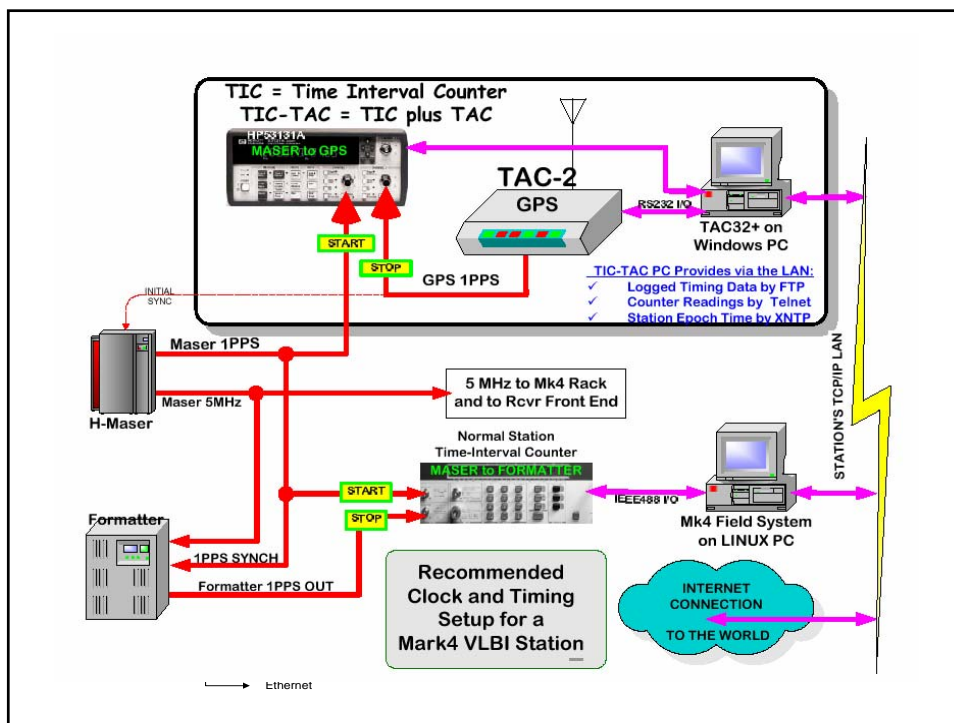 TIC = Time Interval Counter
TIC-TAC = TIC plus TAC
HP53131A
MASER to GPS
TAC-2
GPS
RS232 I/O
TAC32+ on
Windows PC
START
STOP
GPS 1PPS
TIC-TAC PC Provides via the LAN:
✓ Logged Timing Data by FTP
✓ Counter Readings by Telnet
✓ Station Epoch Time by XNTP
INITIAL
SYNC
Maser 1PPS
Maser 5MHz
H-Maser
5 MHz to Mk4 Rack
and to Rcvr Front End
STATION'S TCP/IP LAN
Normal Station
Time-Interval Counter
MASER to FORMATTER
START
STOP
IEEE488 I/O
Mk4 Field System
on LINUX PC
Formatter
1PPS SYNCH
Formatter 1PPS OUT
Recommended
Clock and Timing
Setup for a
Mark4 VLBI Station
INTERNET
CONNECTION
TO THE WORLD
Ethernet